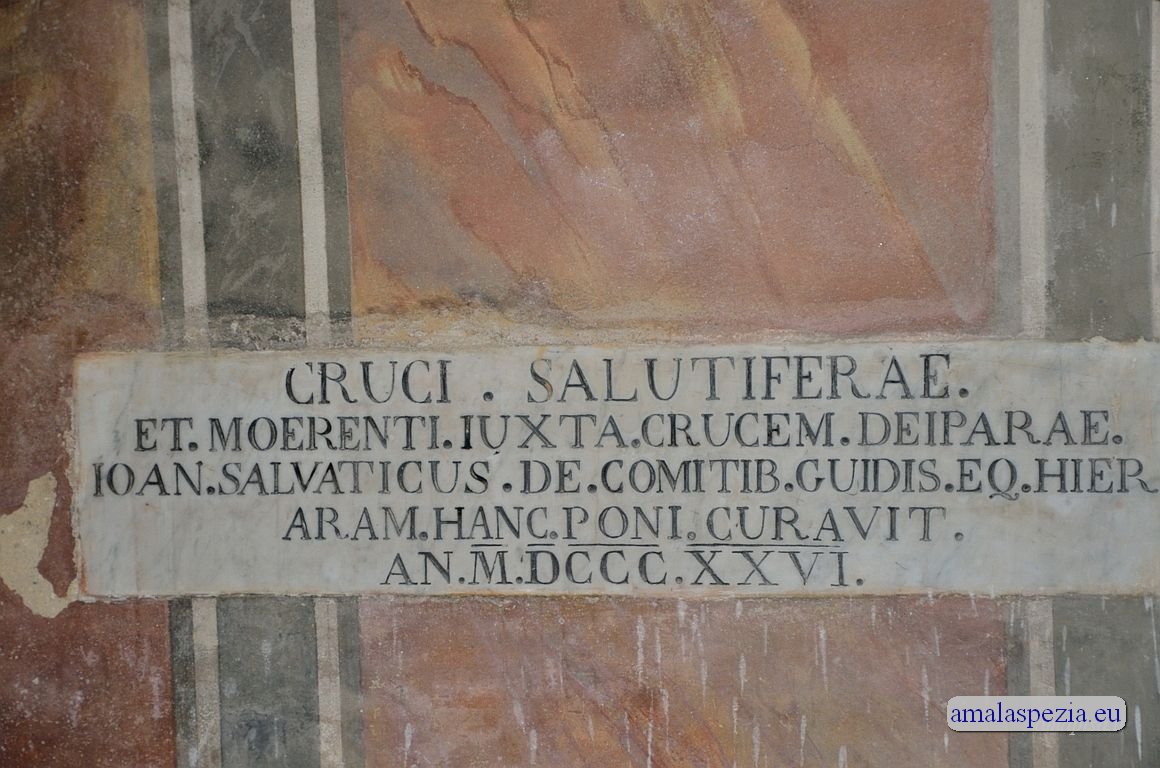 CRUCI . SALUTIFERAE.
ET.MOERENTI.IUXTA.CRUCEM.DEIPARAE.
IOAN.SALVATICUS.DE.COMITIB.GUIDIS.EQ.HIER
ARAM.HANC.PONI.CURAVIT.
AN.M.DCCC.XXVI.
amalaspezia.eu